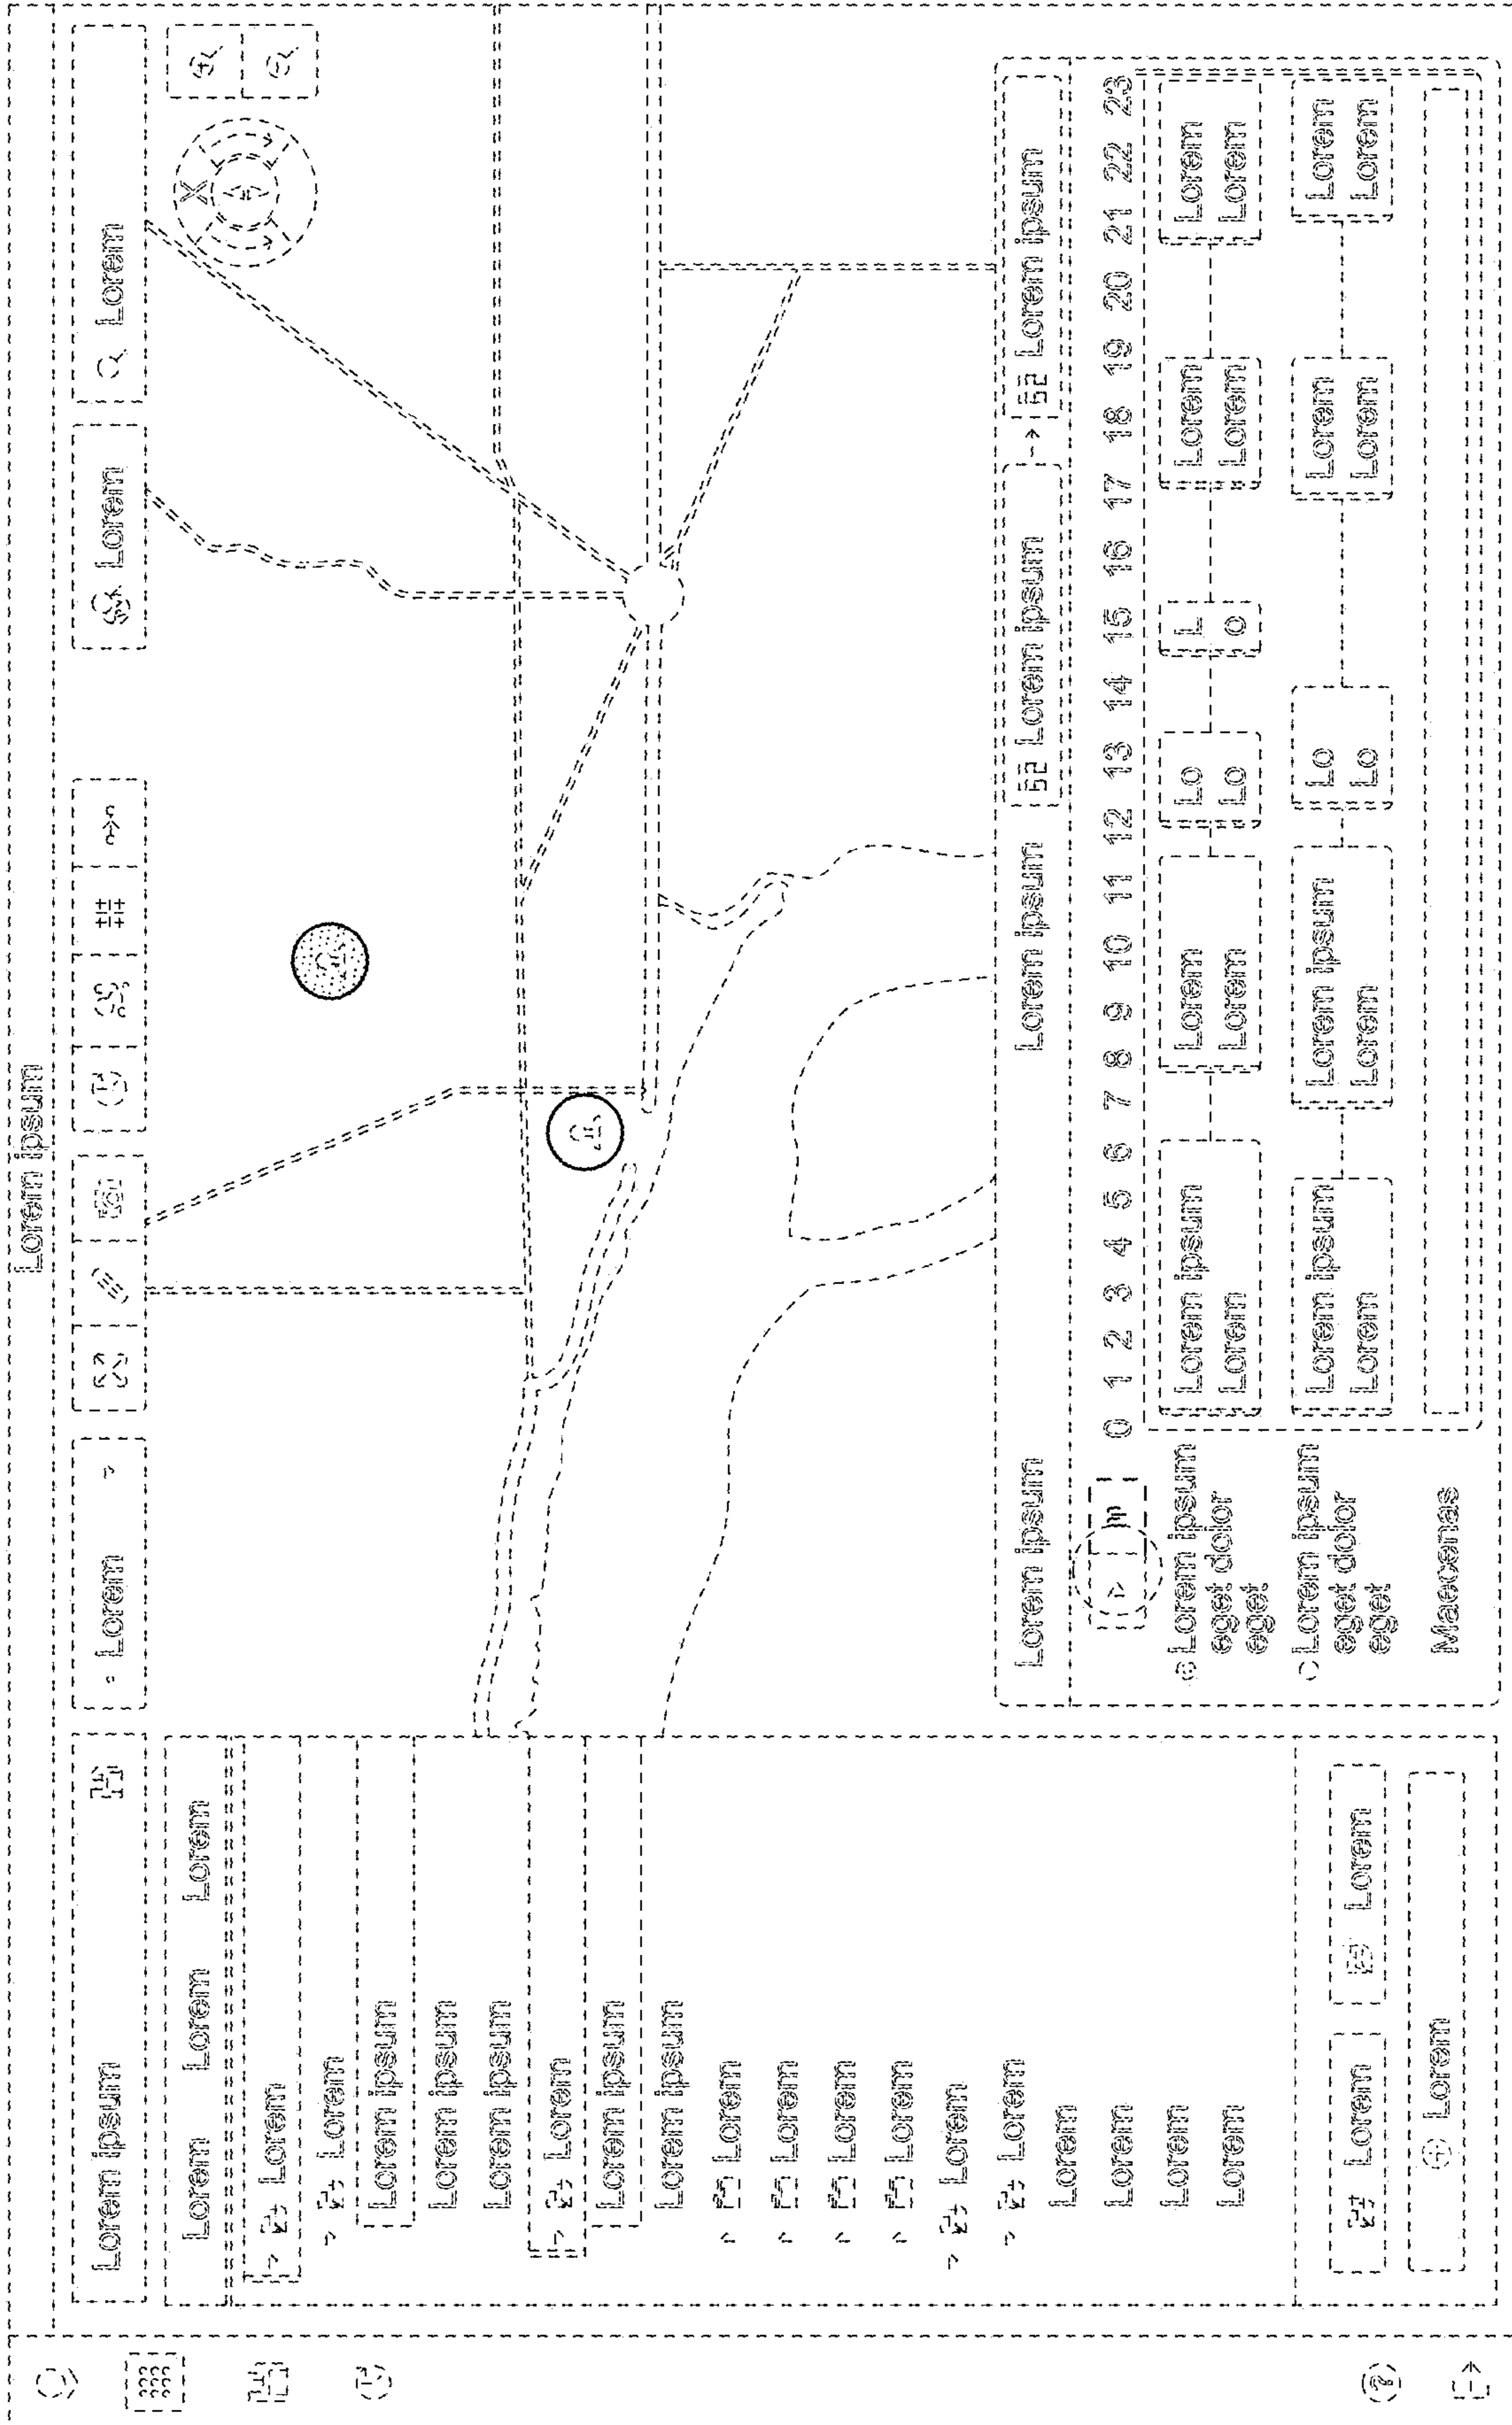 Lorem ipsum
Lorem ipsum
Lorem
Lorem
Lorem
X
Lorem Lorem Lorem
Lorem
Lorem
Lorem ipsum
Lorem ipsum
Lorem ipsum
Lorem
Lorem ipsum
Lorem ipsum
Lorem
Lorem
Lorem
Lorem
Lorem
Lorem
Lorem
Lorem
Lorem
Lorem
Lorem Lorem
Lorem
Lorem ipsum Lorem ipsum Lorem ipsum Lorem ipsum
0 1 2 3 4 5 6 7 8 9 10 11 12 13 14 15 16 17 18 19 20 21 22 23
Lorem ipsum
eget dolor
eget
Lorem ipsum Lorem Lo L Lorem Lorem
Lorem Lorem Lo O Lorem Lorem
Lorem ipsum
eget dolor
eget
Lorem ipsum Lorem ipsum Lo Lorem Lorem
Lorem Lorem Lo Lorem Lorem
Maecenas